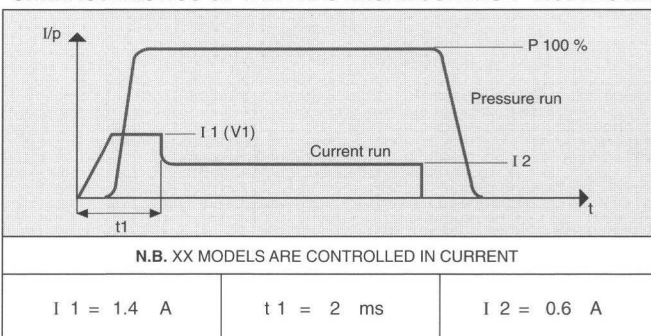 I/p
P 100 %
Pressure run
I 1 (V1)
Current run
I 2
t
t1
N.B. XX MODELS ARE CONTROLLED IN CURRENT
I 1 = 1.4 A
t 1 = 2 ms
I 2 = 0.6 A